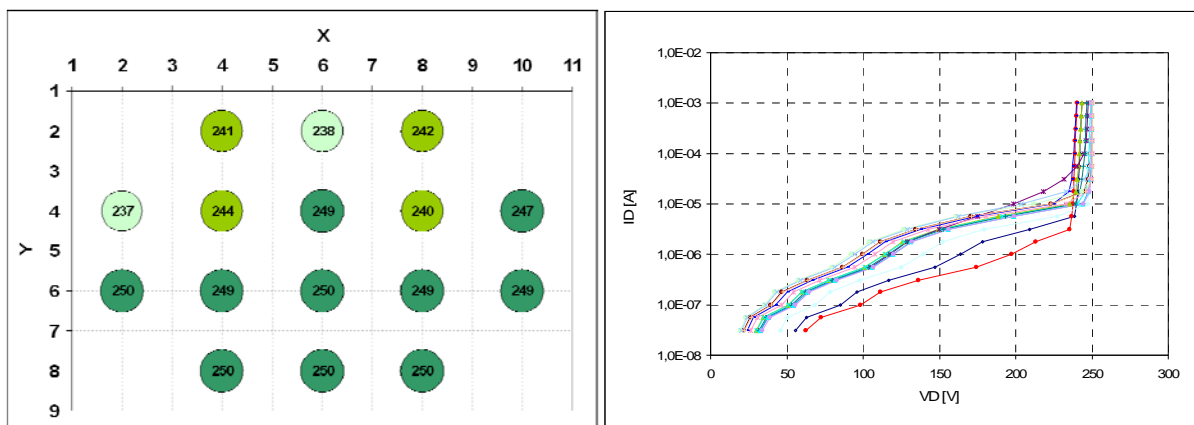 X
1 2 3 4 5 6 7 8 9 10 11
1
2
3
4
5
6
7
8
9
Y
241 238 242
237 244 249 240 247
250 249 250 249 249
250 250 250
1,0E-02
1,0E-03
1,0E-04
1,0E-05
1,0E-06
1,0E-07
1,0E-08
ID [A]
0 50 100 150 200 250 300
VD [V]